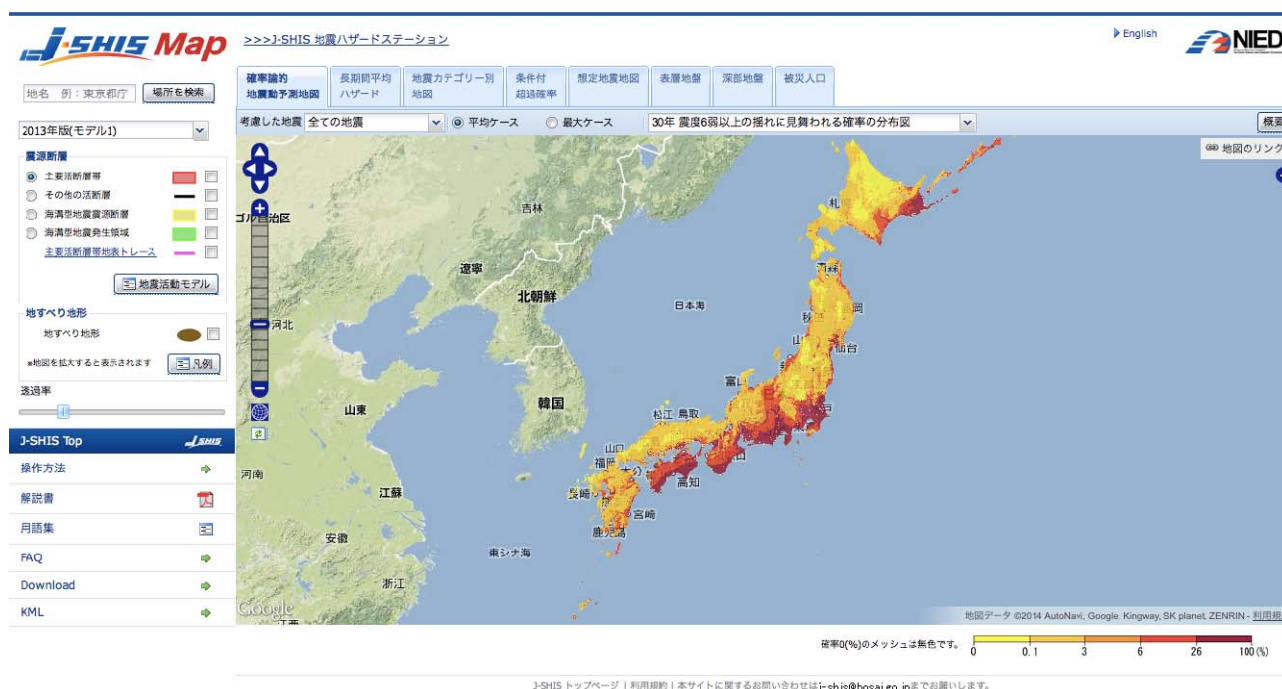 J-SHIS Map
>>>J-SHIS 地震ハザードステーション
English
NIED
地名 例：東京都庁
場所を検索
確率論的
地震動予測地図
長期間平均
ハザード
地震カテゴリー別
地図
条件付
超過確率
想定地震地図
表層地盤
深部地盤
被災人口
2013年版(モデル1)
考慮した地震
全ての地震
平均ケース
最大ケース
30年 震度6弱以上の揺れに見舞われる確率の分布図
概要
地図のリンク
震源断層
主要活断層帯
その他の活断層
海溝型地震震源断層
海溝型地震発生領域
主要活断層帯地表トレース
地震活動モデル
地すべり地形
地すべり地形
※地図を拡大すると表示されます
凡例
透過率
J-SHIS Top
J-SHIS
操作方法
解説書
用語集
FAQ
Download
KML
吉林
遼寧
北朝鮮
河北
日本海
札
青森
秋
岡
山
仙台
富
山東
韓国
松江
鳥取
山口
福岡
高知
長崎
宮崎
鹿児島
河南
江蘇
安徽
東シナ海
浙江
Google
地図データ ©2014 AutoNavi, Google, Kingway, SK planet, ZENRIN - 利用規
確率0(%)のメッシュは無色です。
0 0.1 3 6 26 100(%)
J-SHIS トップページ | 利用規約 | 本サイトに関するお問い合わせはj-shis@bosai.go.jpまでお願いします。